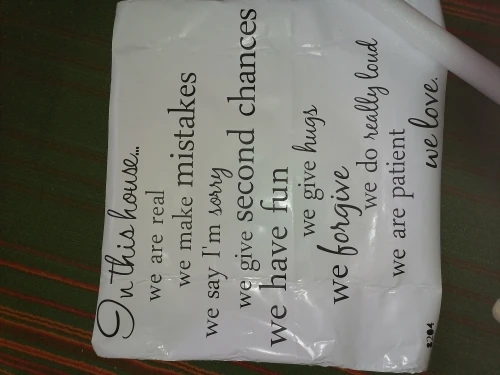 On this house...
we are real
we make mistakes
we say I'm sorry
we give second chances
we have fun
we give hugs
we forgive
we do really loud
we are patient
we love.